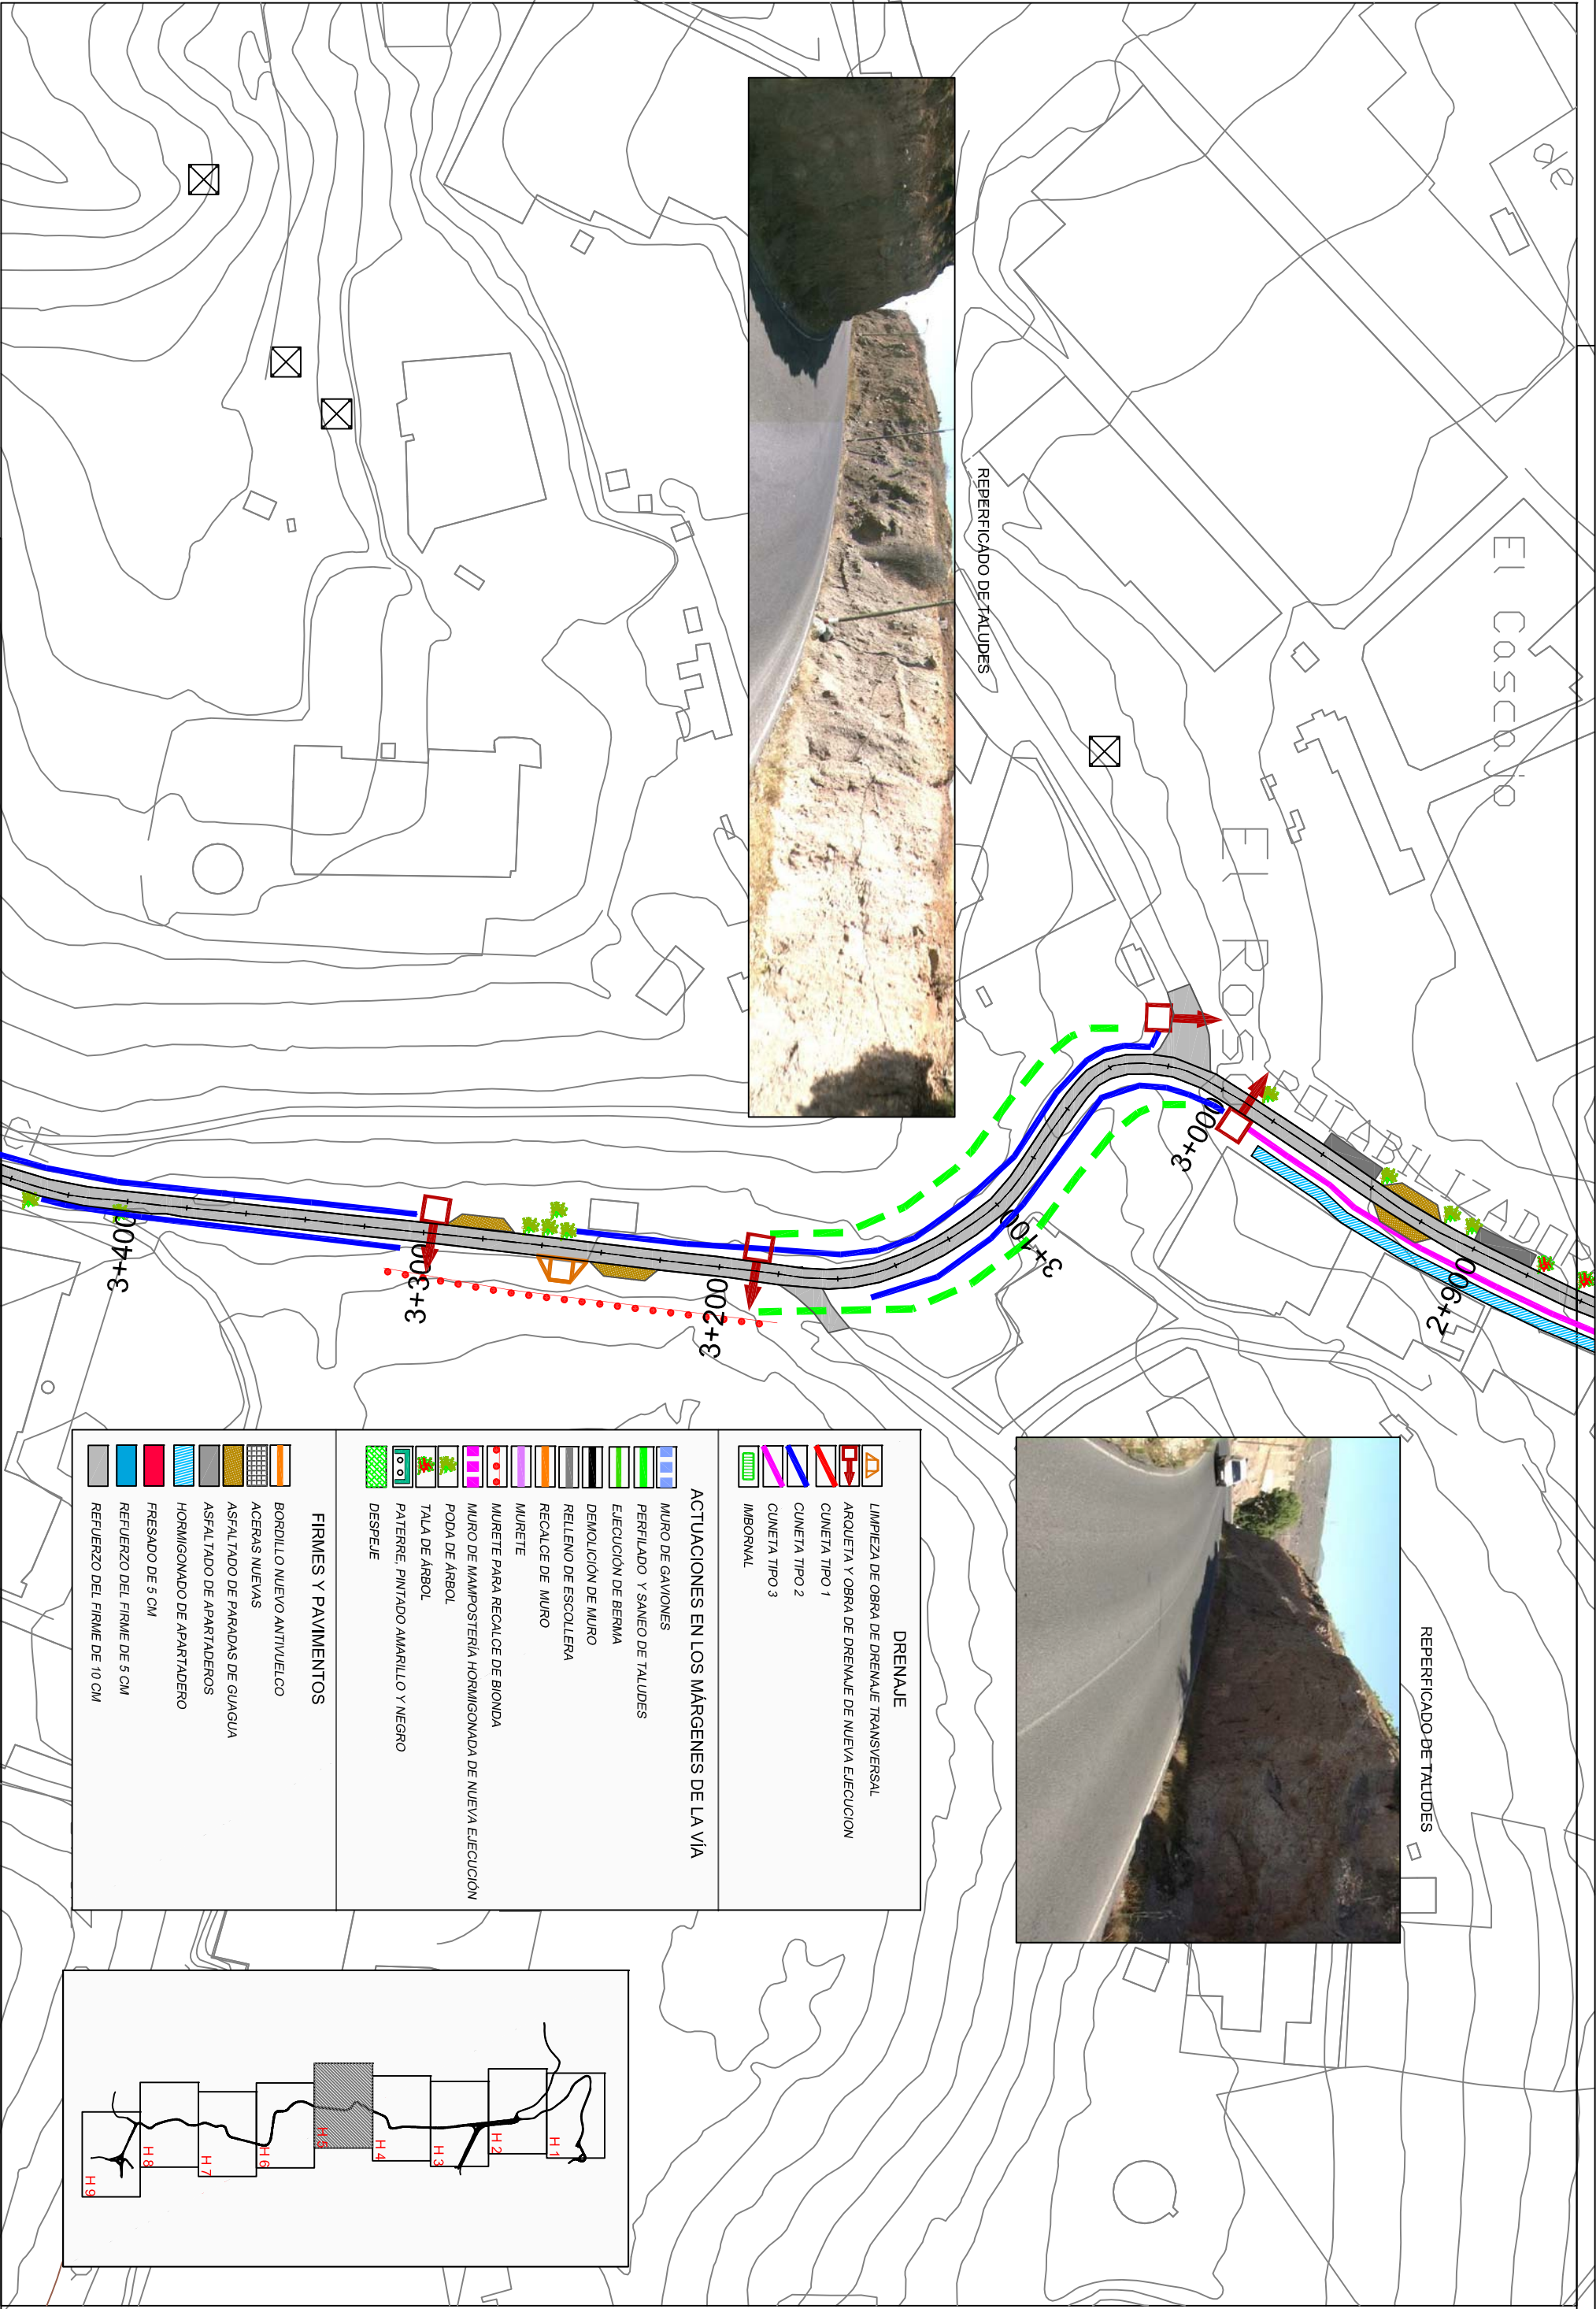 de
El Cascajo
El Ros
POTABILIZADO
REPERFICADO DE TALUDES
REPERFICADO DE TALUDES
2+900
3+000
3+100
3+200
3+300
3+400
DRENAJE
LIMPIEZA DE OBRA DE DRENAJE TRANSVERSAL
ARQUETA Y OBRA DE DRENAJE DE NUEVA EJECUCION
CUNETA TIPO 1
CUNETA TIPO 2
CUNETA TIPO 3
IMBORNAL
ACTUACIONES EN LOS MÁRGENES DE LA VÍA
MURO DE GAVIONES
PERFILADO Y SANEO DE TALUDES
EJECUCIÓN DE BERMA
DEMOLICIÓN DE MURO
RELLENO DE ESCOLLERA
RECALCE DE MURO
MURETE
MURETE PARA RECALCE DE BIONDA
MURO DE MAMPOSTERÍA HORMIGONADA DE NUEVA EJECUCIÓN
PODA DE ÁRBOL
TALA DE ÁRBOL
PATERRE, PINTADO AMARILLO Y NEGRO
DESPEJE
FIRMES Y PAVIMENTOS
BORDILLO NUEVO ANTIVUELCO
ACERAS NUEVAS
ASFALTADO DE PARADAS DE GUAGUA
ASFALTADO DE APARTADEROS
HORMIGONADO DE APARTADERO
FRESADO DE 5 CM
REFUERZO DEL FIRME DE 5 CM
REFUERZO DEL FIRME DE 10 CM
H 1
H 2
H 3
H 4
H 5
H 6
H 7
H 8
H 9